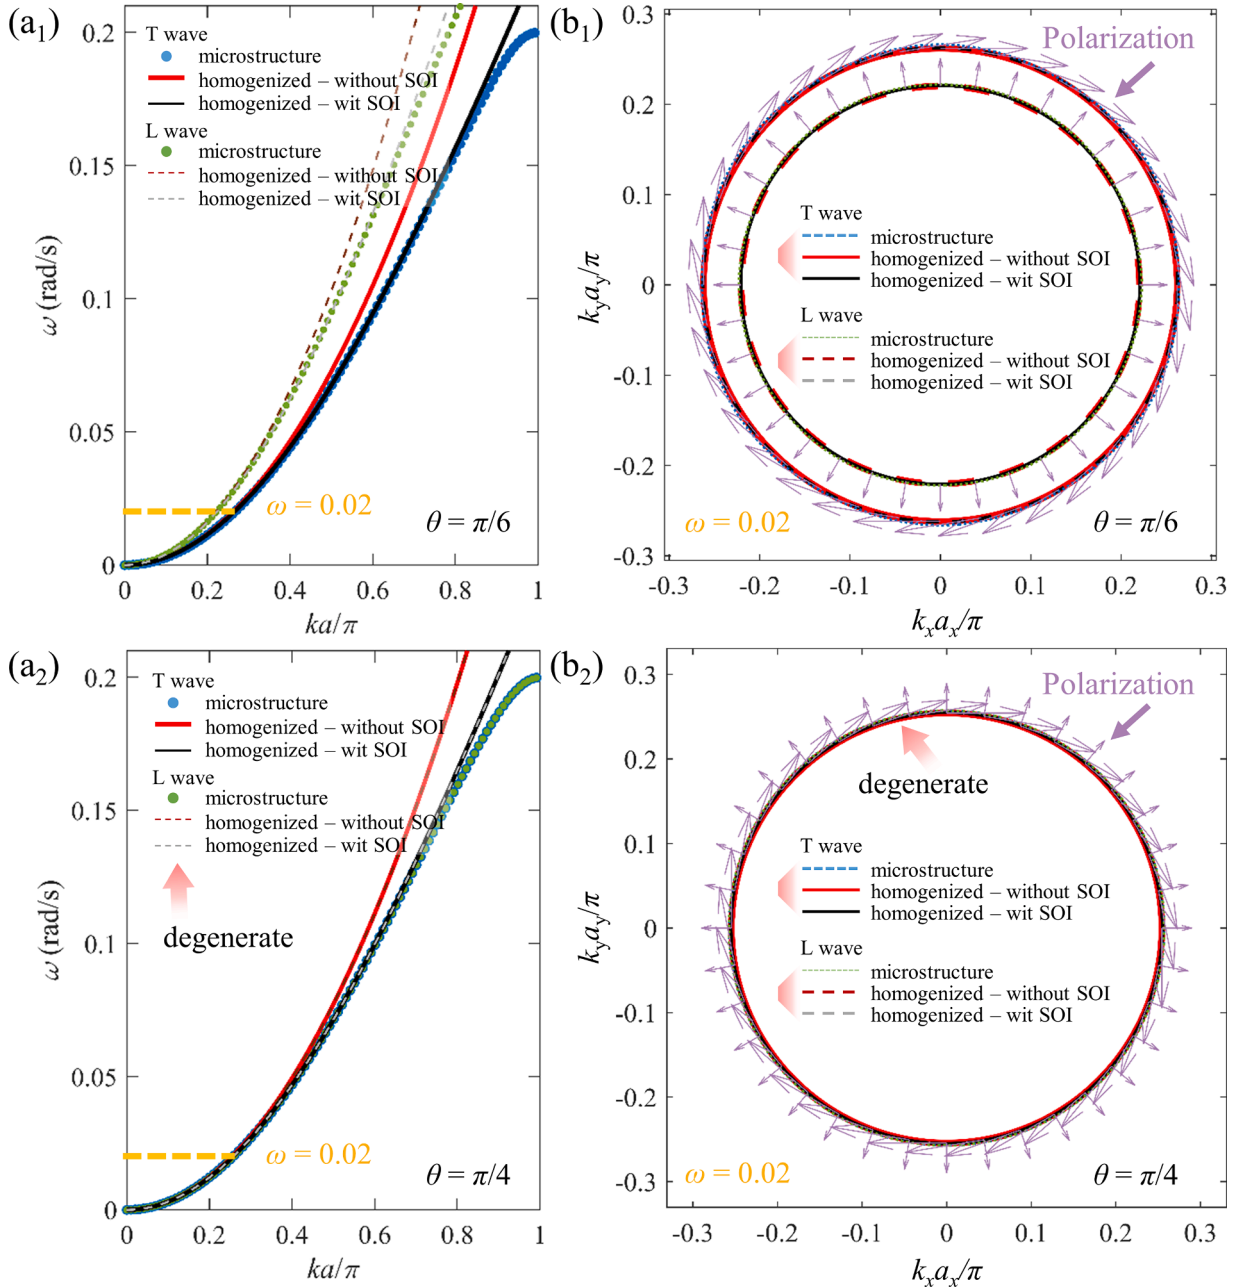 (a1)
0.2
0.15
0.1
0.05
0
ω (rad/s)
T wave
microstructure
homogenized – without SOI
homogenized – wit SOI
L wave
microstructure
homogenized – without SOI
homogenized – wit SOI
ω = 0.02
θ = π/6
0 0.2 0.4 0.6 0.8 1
ka/π
(b1)
0.3
0.2
0.1
0
-0.1
-0.2
-0.3
kyay/π
Polarization
T wave
microstructure
homogenized – without SOI
homogenized – wit SOI
L wave
microstructure
homogenized – without SOI
homogenized – wit SOI
ω = 0.02
θ = π/6
-0.3 -0.2 -0.1 0 0.1 0.2 0.3
kxax/π
(a2)
0.2
0.15
0.1
0.05
0
ω (rad/s)
T wave
microstructure
homogenized – without SOI
homogenized – wit SOI
L wave
microstructure
homogenized – without SOI
homogenized – wit SOI
degenerate
ω = 0.02
θ = π/4
0 0.2 0.4 0.6 0.8 1
ka/π
(b2)
0.3
0.2
0.1
0
-0.1
-0.2
-0.3
kyay/π
Polarization
degenerate
T wave
microstructure
homogenized – without SOI
homogenized – wit SOI
L wave
microstructure
homogenized – without SOI
homogenized – wit SOI
ω = 0.02
θ = π/4
-0.3 -0.2 -0.1 0 0.1 0.2 0.3
kxax/π